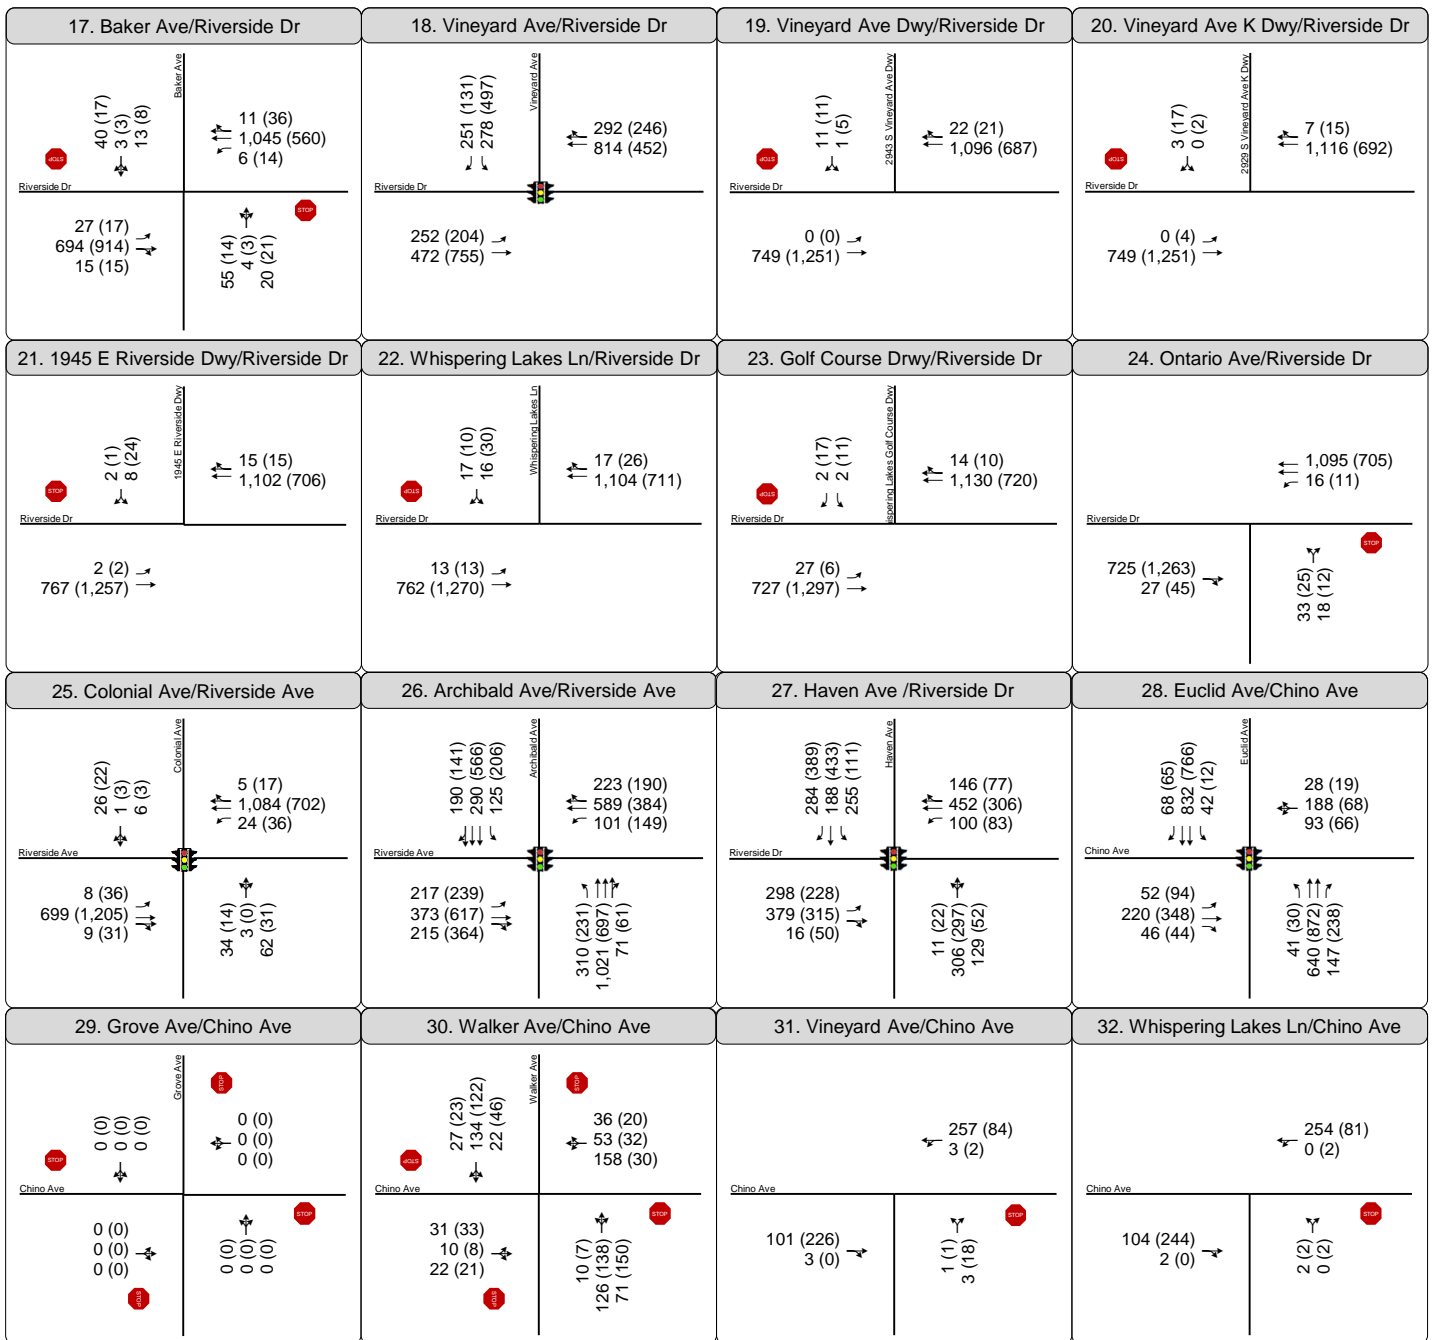 17. Baker Ave/Riverside Dr
Baker Ave
40 (17)
3 (3)
13 (8)
11 (36)
1,045 (560)
6 (14)
STOP
Riverside Dr
27 (17)
694 (914)
15 (15)
55 (14)
4 (3)
20 (21)
STOP
18. Vineyard Ave/Riverside Dr
Vineyard Ave
251 (131)
278 (497)
292 (246)
814 (452)
Riverside Dr
252 (204)
472 (755)
19. Vineyard Ave Dwy/Riverside Dr
2943 S Vineyard Ave Dwy
11 (11)
1 (5)
22 (21)
1,096 (687)
STOP
Riverside Dr
0 (0)
749 (1,251)
20. Vineyard Ave K Dwy/Riverside Dr
2929 S Vineyard Ave K Dwy
3 (17)
0 (2)
7 (15)
1,116 (692)
STOP
Riverside Dr
0 (4)
749 (1,251)
21. 1945 E Riverside Dwy/Riverside Dr
1945 E Riverside Dwy
2 (1)
8 (24)
15 (15)
1,102 (706)
STOP
Riverside Dr
2 (2)
767 (1,257)
22. Whispering Lakes Ln/Riverside Dr
Whispering Lakes Ln
17 (10)
16 (30)
17 (26)
1,104 (711)
STOP
Riverside Dr
13 (13)
762 (1,270)
23. Golf Course Drwy/Riverside Dr
ispering Lakes Golf Course Dwy
2 (17)
2 (11)
14 (10)
1,130 (720)
STOP
Riverside Dr
27 (6)
727 (1,297)
24. Ontario Ave/Riverside Dr
1,095 (705)
16 (11)
Riverside Dr
725 (1,263)
27 (45)
33 (25)
18 (12)
STOP
25. Colonial Ave/Riverside Ave
Colonial Ave
26 (22)
1 (3)
6 (3)
5 (17)
1,084 (702)
24 (36)
Riverside Ave
8 (36)
699 (1,205)
9 (31)
34 (14)
3 (0)
62 (31)
26. Archibald Ave/Riverside Ave
Archibald Ave
190 (141)
290 (566)
125 (206)
223 (190)
589 (384)
101 (149)
Riverside Ave
217 (239)
373 (617)
215 (364)
310 (231)
1,021 (697)
71 (61)
27. Haven Ave /Riverside Dr
Haven Ave
284 (389)
188 (433)
255 (111)
146 (77)
452 (306)
100 (83)
Riverside Dr
298 (228)
379 (315)
16 (50)
11 (22)
306 (297)
129 (52)
28. Euclid Ave/Chino Ave
Euclid Ave
68 (65)
832 (766)
42 (12)
28 (19)
188 (68)
93 (66)
Chino Ave
52 (94)
220 (348)
46 (44)
41 (30)
640 (872)
147 (238)
29. Grove Ave/Chino Ave
Grove Ave
STOP
0 (0)
0 (0)
0 (0)
0 (0)
0 (0)
0 (0)
STOP
Chino Ave
0 (0)
0 (0)
0 (0)
0 (0)
0 (0)
0 (0)
STOP
STOP
30. Walker Ave/Chino Ave
Walker Ave
STOP
27 (23)
134 (122)
22 (46)
36 (20)
53 (32)
158 (30)
STOP
Chino Ave
31 (33)
10 (8)
22 (21)
10 (7)
126 (138)
71 (150)
STOP
STOP
31. Vineyard Ave/Chino Ave
257 (84)
3 (2)
Chino Ave
101 (226)
3 (0)
1 (1)
3 (18)
STOP
32. Whispering Lakes Ln/Chino Ave
254 (81)
0 (2)
Chino Ave
104 (244)
2 (0)
2 (2)
0 (2)
STOP